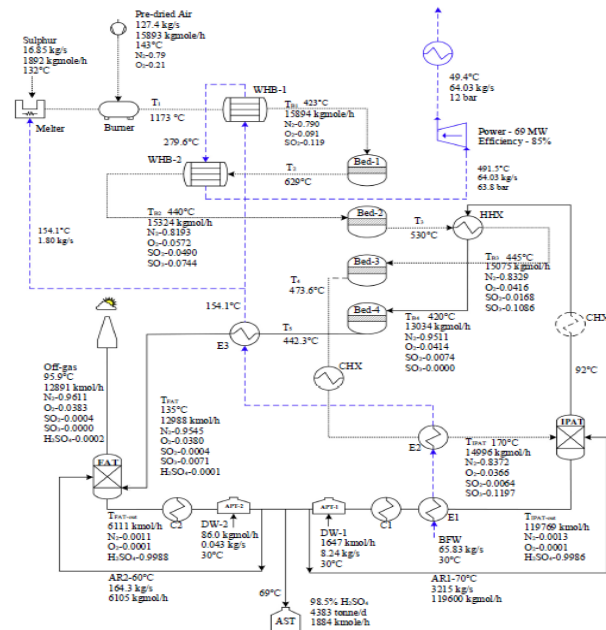 Pre-dried Air
127.4 kg/s
15893 kmole/h
143°C
N₂-0.79
O₂-0.21
Sulphur
16.85 kg/s
1892 kmole/h
132°C
Melter
Burner
T₁
1173 °C
WHB-1
T_B1 423°C
15894 kmole/h
N₂-0.790
O₂-0.091
SO₂-0.119
49.4°C
64.03 kg/s
12 bar
Power - 69 MW
Efficiency - 85%
491.5°C
64.03 kg/s
63.8 bar
279.6°C
WHB-2
T₂
629°C
Bed-1
T_B2 440°C
15324 kgmol/h
N₂-0.8193
O₂-0.0572
SO₂-0.0490
SO₃-0.0744
Bed-2
T₃
530°C
HHX
154.1°C
1.80 kg/s
T₄
473.6°C
Bed-3
T_B3 445°C
15075 kgmol/h
N₂-0.8329
O₂-0.0416
SO₂-0.0168
SO₃-0.1086
Bed-4
T_B4 420°C
13034 kmol/h
N₂-0.9511
O₂-0.0414
SO₂-0.0074
SO₃-0.0000
154.1°C
E3
T₅
442.3°C
CHX
CHX
92°C
Off-gas
95.9°C
12891 kmol/h
N₂-0.9611
O₂-0.0383
SO₂-0.0004
SO₃-0.0000
H₂SO₄-0.0002
T_FAT
135°C
12988 kmol/h
N₂-0.9545
O₂-0.0380
SO₂-0.0004
SO₃-0.0071
H₂SO₄-0.0001
E2
T_IPAT 170°C
14996 kmol/h
N₂-0.8372
O₂-0.0366
SO₂-0.0064
SO₃-0.1197
IPAT
FAT
T_FAT-out
6111 kmol/h
N₂-0.0011
O₂-0.0001
H₂SO₄-0.9988
C2
APT-2
DW-2
86.0 kgmol/h
0.043 kg/s
30°C
APT-1
DW-1
1647 kmol/h
8.24 kg/s
30°C
C1
E1
BFW
65.83 kg/s
30°C
T_IPAT-out
119769 kmol/h
N₂-0.0013
O₂-0.0001
H₂SO₄-0.9986
AR2-60°C
164.3 kg/s
6105 kgmol/h
AR1-70°C
3215 kg/s
119600 kgmol/h
69°C
98.5% H₂SO₄
4383 tonne/d
1884 kmole/h
AST